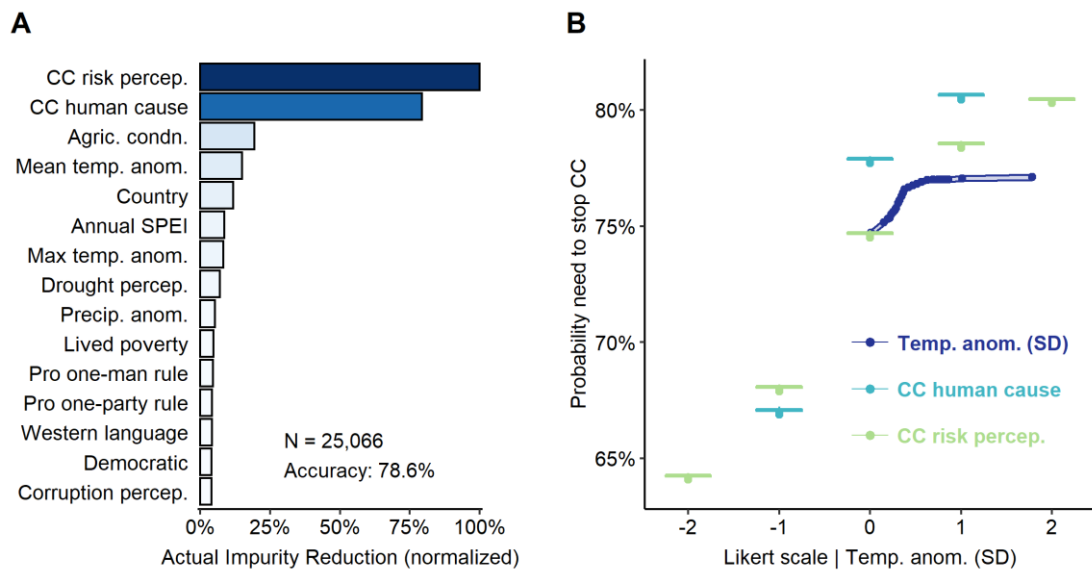 A
CC risk percep.
CC human cause
Agric. condn.
Mean temp. anom.
Country
Annual SPEI
Max temp. anom.
Drought percep.
Precip. anom.
Lived poverty
Pro one-man rule
Pro one-party rule
Western language
Democratic
Corruption percep.
N = 25,066
Accuracy: 78.6%
0% 25% 50% 75% 100%
Actual Impurity Reduction (normalized)
B
Probability need to stop CC
80%
75%
70%
65%
Temp. anom. (SD)
CC human cause
CC risk percep.
-2 -1 0 1 2
Likert scale | Temp. anom. (SD)